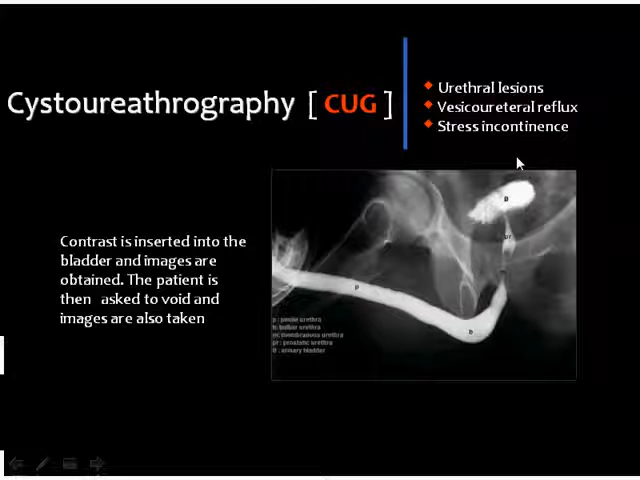 Cystoureathrography [ CUG ]
Urethral lesions
Vesicoureteral reflux
Stress incontinence
Contrast is inserted into the
bladder and images are
obtained. The patient is
then asked to void and
images are also taken
B
pr
p
b
p : penile urethra
b: bulbar urethra
m: membranous urethra
pr : prostatic urethra
B : urinary bladder